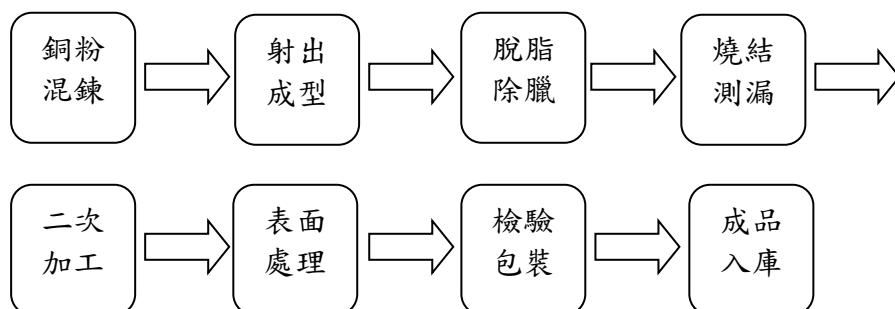 銅粉
混鍊
射出
成型
脫脂
除臘
燒結
測漏
二次
加工
表面
處理
檢驗
包裝
成品
入庫